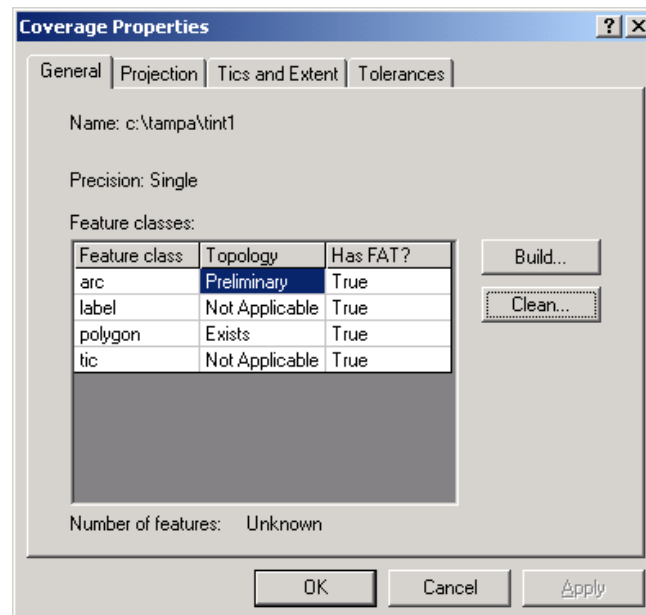 Coverage Properties
General Projection Tics and Extent Tolerances
Name: c:\tampa\tint1
Precision: Single
Feature classes:
Feature class Topology Has FAT?
arc Preliminary True
label Not Applicable True
polygon Exists True
tic Not Applicable True
Build...
Clean...
Number of features: Unknown
OK Cancel Apply